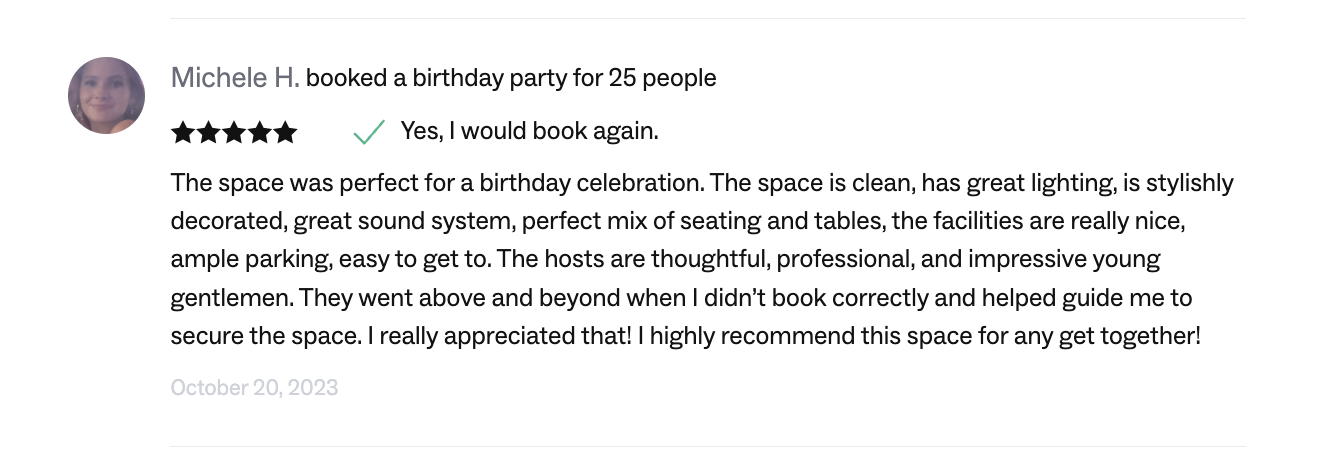 Michele H. booked a birthday party for 25 people
Yes, I would book again.
The space was perfect for a birthday celebration. The space is clean, has great lighting, is stylishly
decorated, great sound system, perfect mix of seating and tables, the facilities are really nice,
ample parking, easy to get to. The hosts are thoughtful, professional, and impressive young
gentlemen. They went above and beyond when I didn’t book correctly and helped guide me to
secure the space. I really appreciated that! I highly recommend this space for any get together!
October 20, 2023